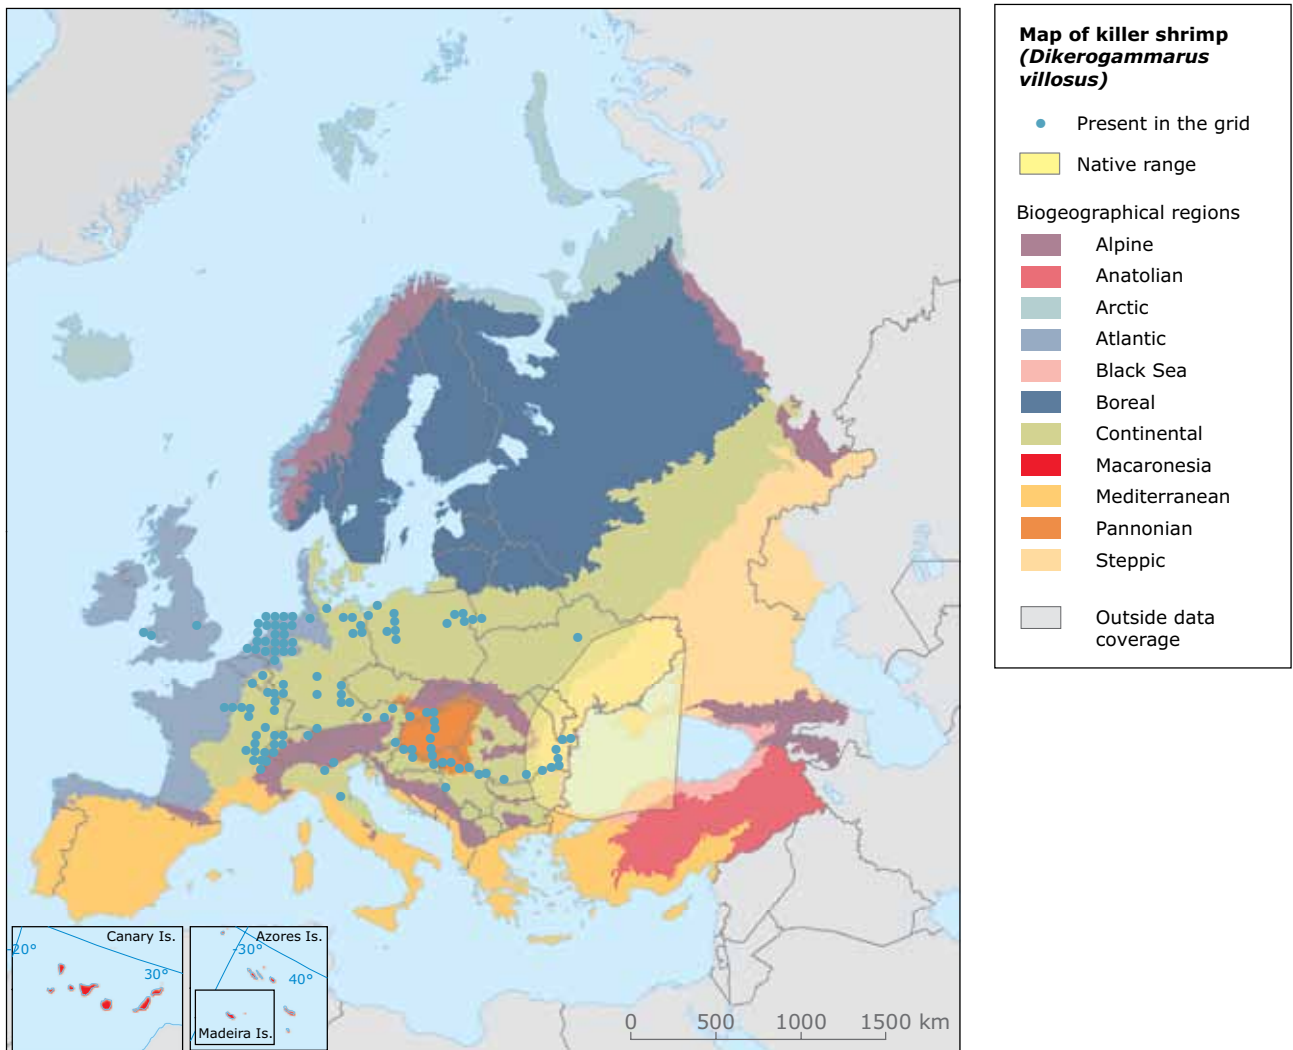 Map of killer shrimp
(Dikerogammarus
villosus)
Present in the grid
Native range
Biogeographical regions
Alpine
Anatolian
Arctic
Atlantic
Black Sea
Boreal
Continental
Macaronesia
Mediterranean
Pannonian
Steppic
Outside data
coverage
Canary Is.
-20°
30°
Azores Is.
-30°
40°
Madeira Is.
0 500 1000 1500 km